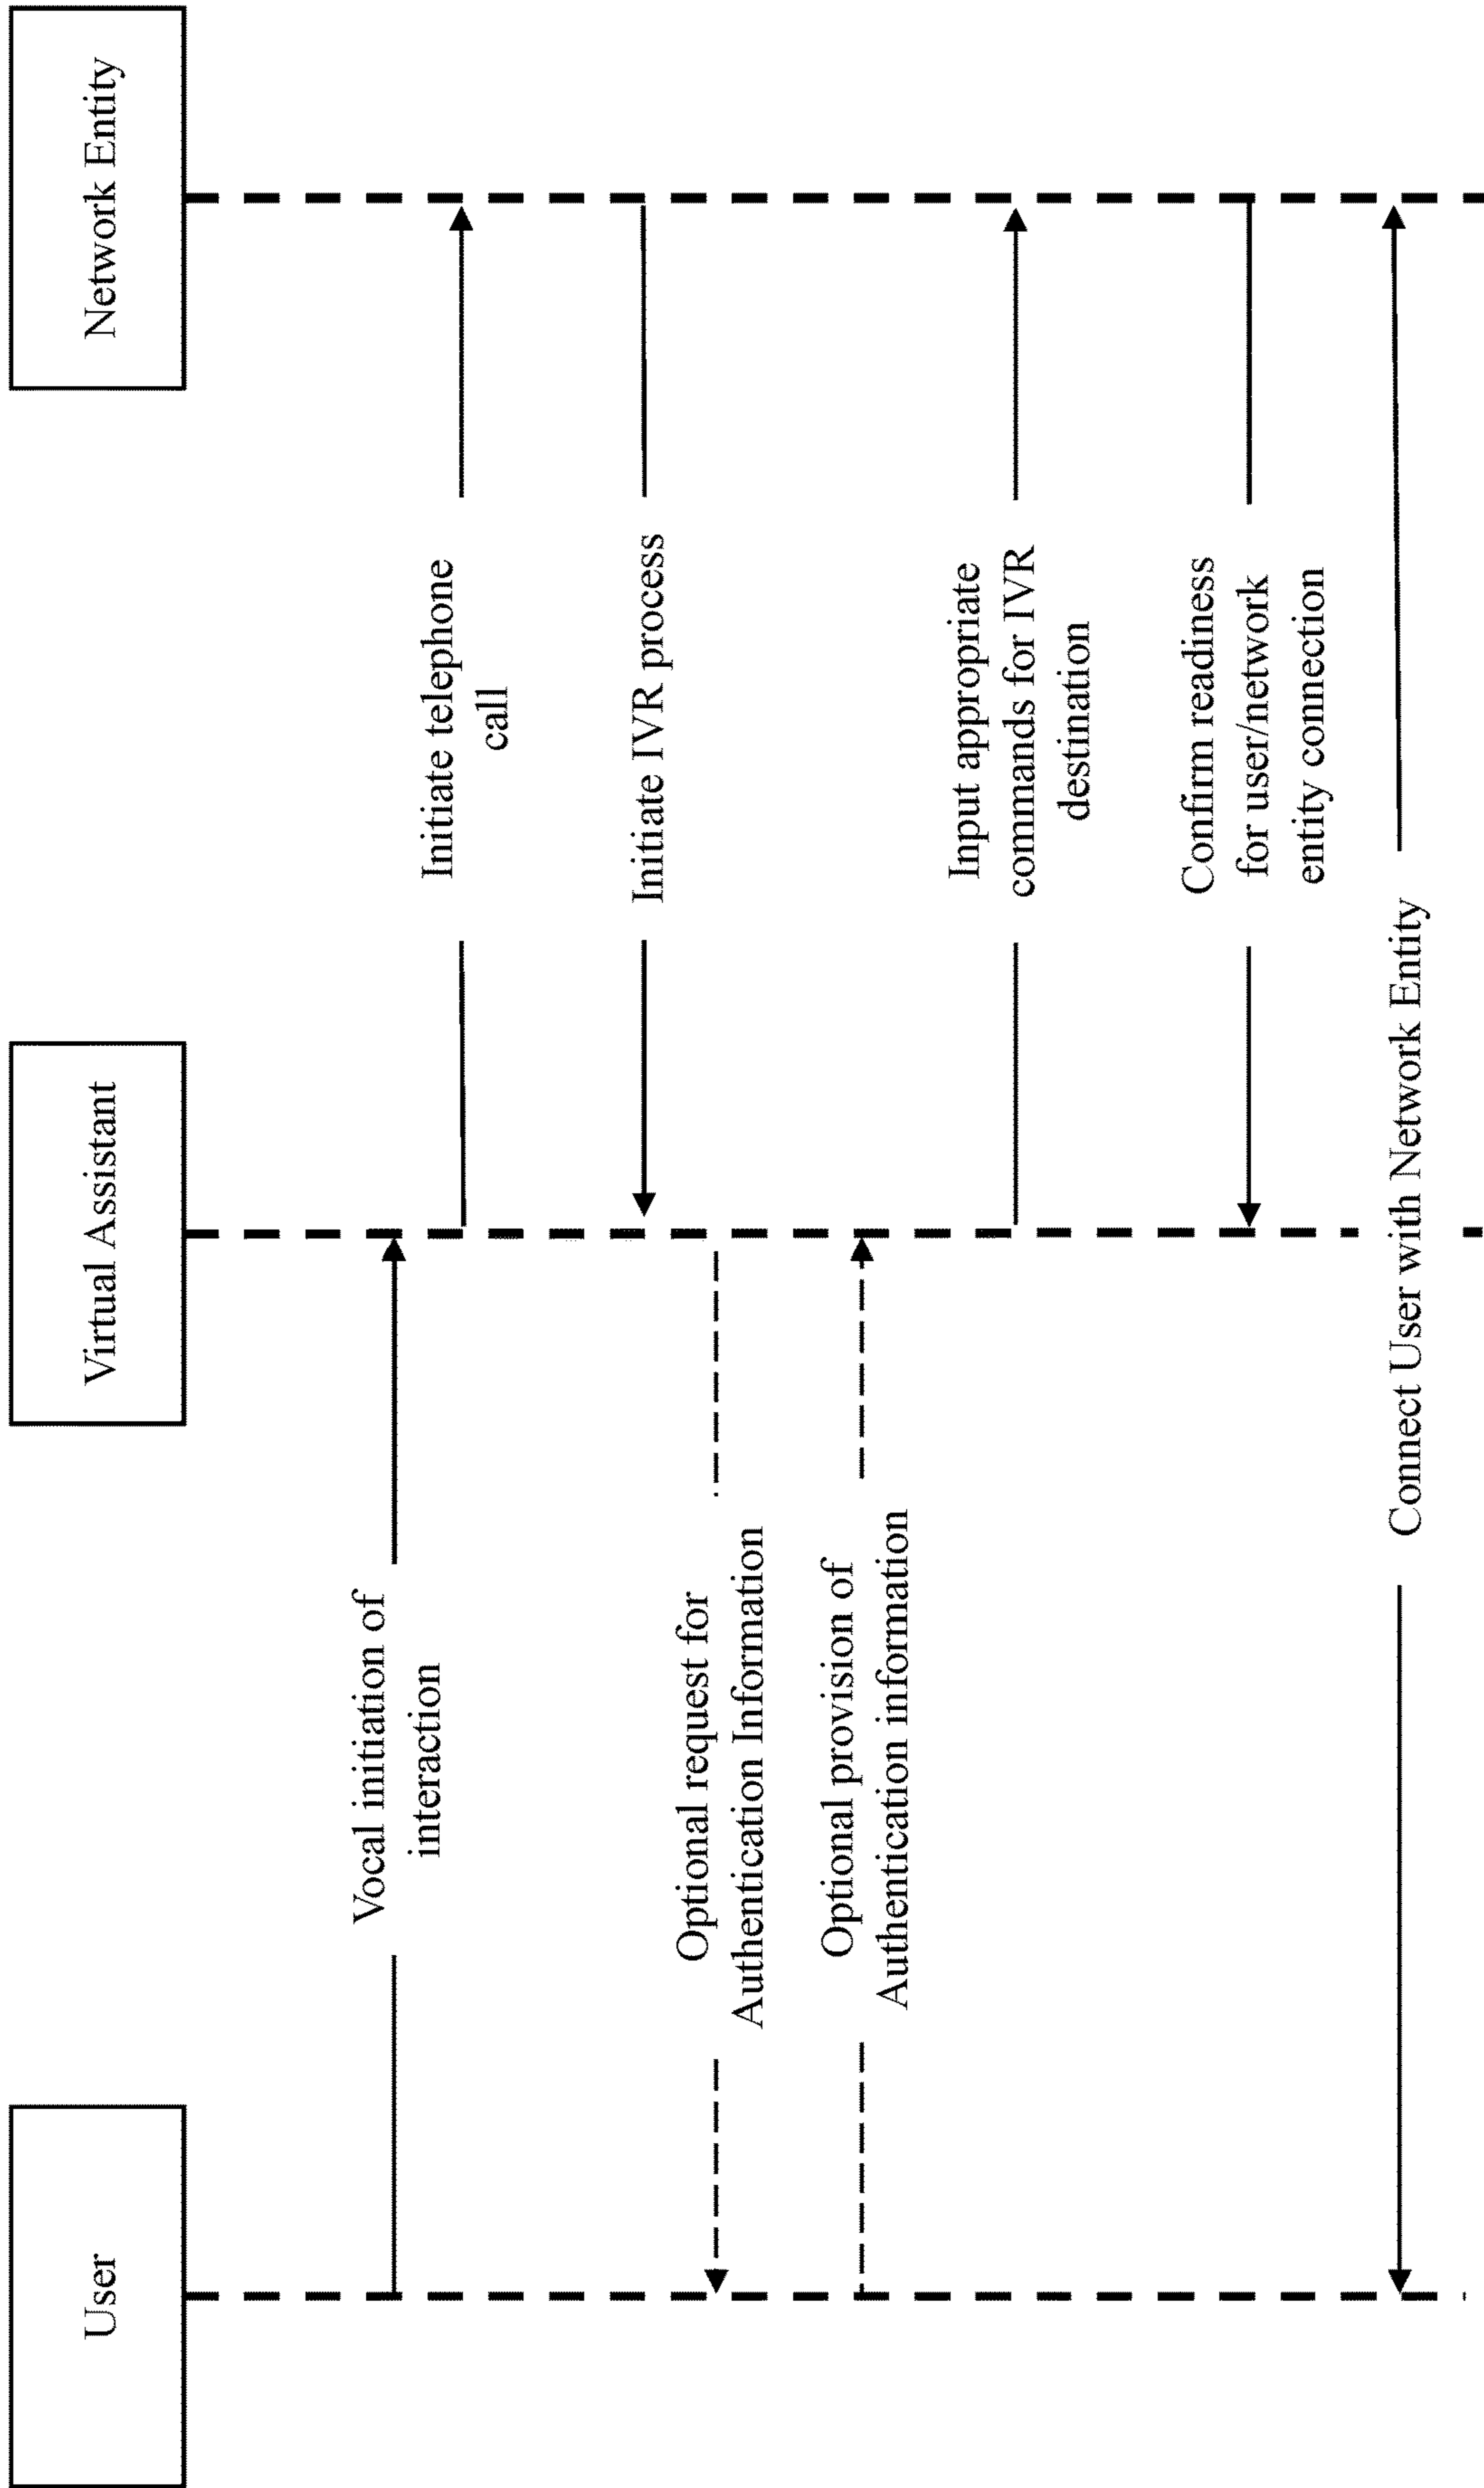 User
Virtual Assistant
Network Entity
Vocal initiation of
interaction
Initiate telephone
call
Initiate IVR process
Optional request for
Authentication Information
Optional provision of
Authentication information
Input appropriate
commands for IVR
destination
Confirm readiness
for user/network
entity connection
Connect User with Network Entity